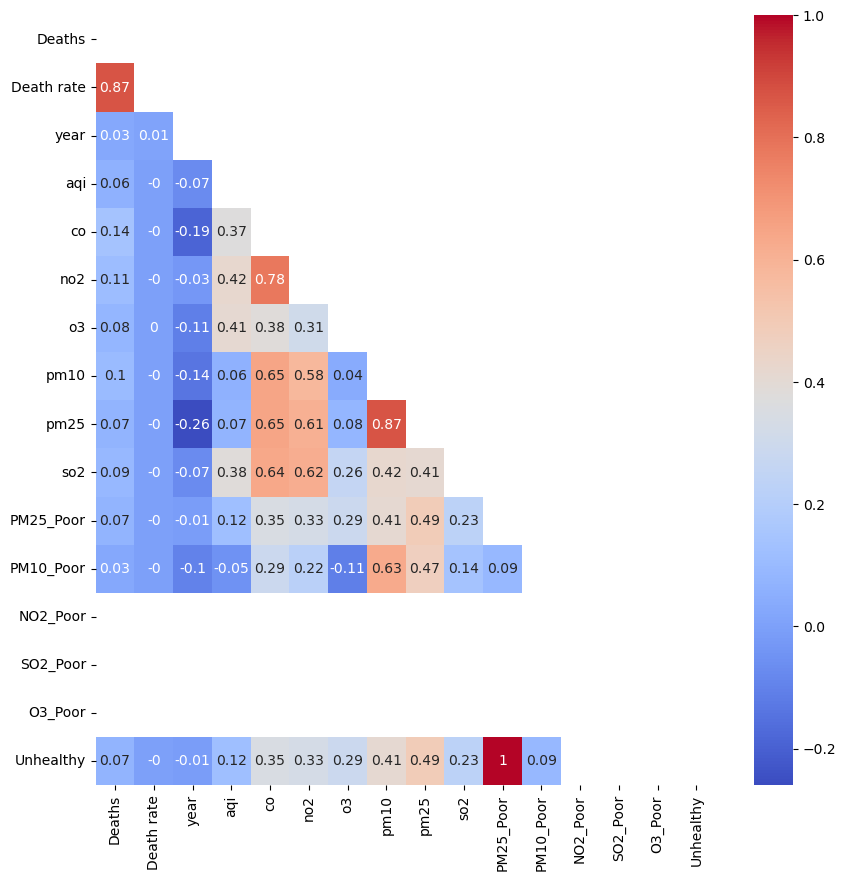 Deaths
Death rate 0.87
year 0.03 0.01
aqi 0.06 -0 -0.07
co 0.14 -0 -0.19 0.37
no2 0.11 -0 -0.03 0.42 0.78
o3 0.08 0 -0.11 0.41 0.38 0.31
pm10 0.1 -0 -0.14 0.06 0.65 0.58 0.04
pm25 0.07 -0 -0.26 0.07 0.65 0.61 0.08 0.87
so2 0.09 -0 -0.07 0.38 0.64 0.62 0.26 0.42 0.41
PM25_Poor 0.07 -0 -0.01 0.12 0.35 0.33 0.29 0.41 0.49 0.23
PM10_Poor 0.03 -0 -0.1 -0.05 0.29 0.22 -0.11 0.63 0.47 0.14 0.09
NO2_Poor
SO2_Poor
O3_Poor
Unhealthy 0.07 -0 -0.01 0.12 0.35 0.33 0.29 0.41 0.49 0.23 1 0.09
Deaths
Death rate
year
aqi
co
no2
o3
pm10
pm25
so2
PM25_Poor
PM10_Poor
NO2_Poor
SO2_Poor
O3_Poor
Unhealthy
1.0
0.8
0.6
0.4
0.2
0.0
−0.2